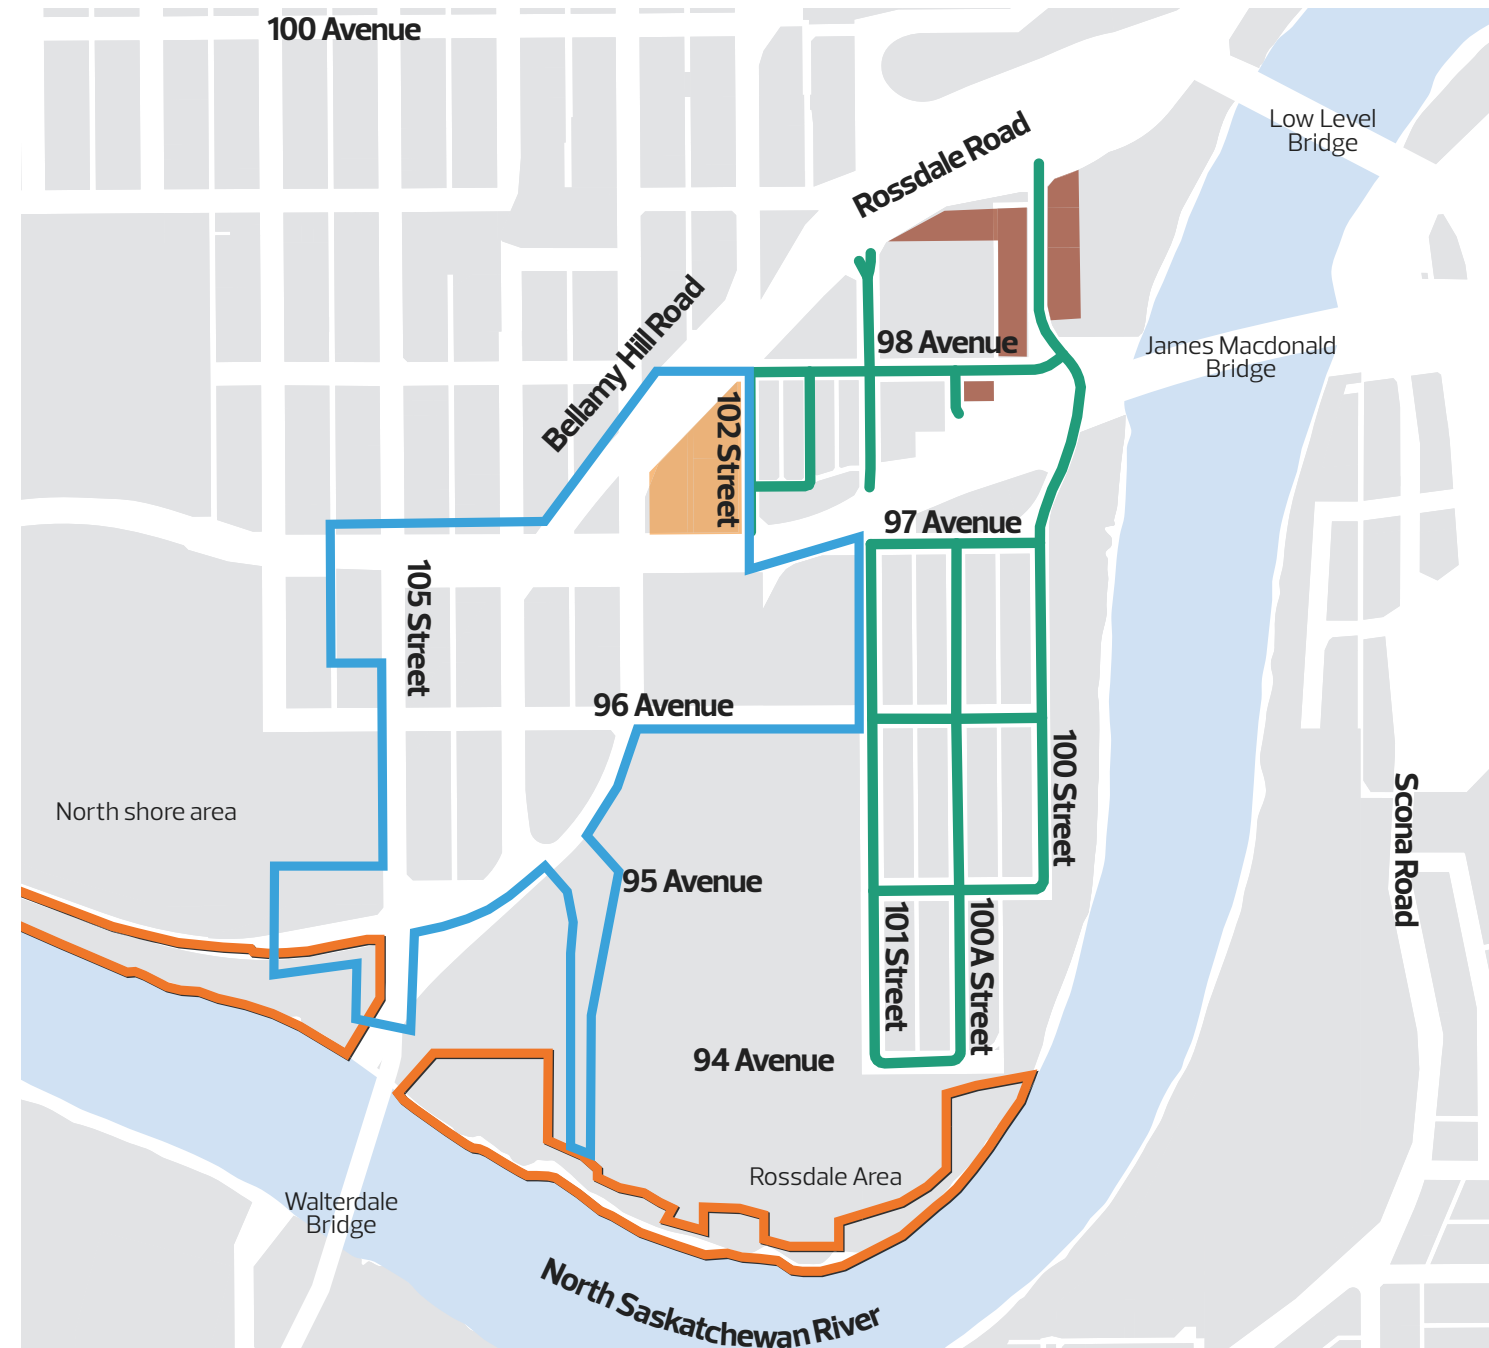 100 Avenue
Rossdale Road
Low Level
Bridge
Bellamy Hill Road
98 Avenue
James Macdonald
Bridge
102 Street
97 Avenue
105 Street
96 Avenue
100 Street
North shore area
Scona Road
95 Avenue
101 Street
100A Street
94 Avenue
Rossdale Area
Walterdale
Bridge
North Saskatchewan River